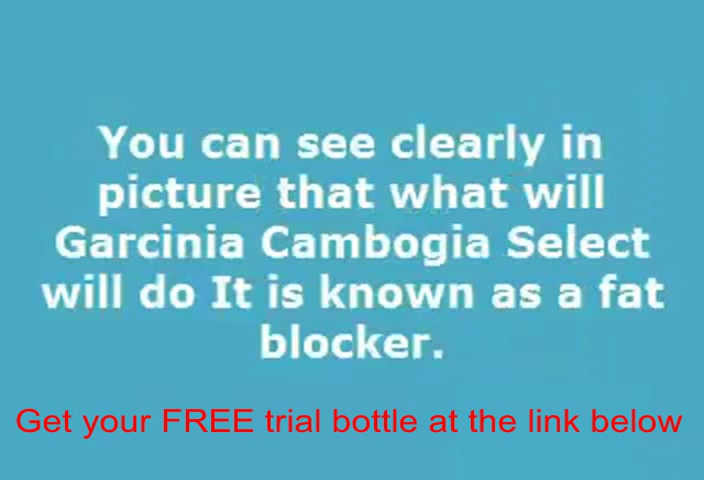 You can see clearly in
picture that what will
Garcinia Cambogia Select
will do It is known as a fat
blocker.
Get your FREE trial bottle at the link below